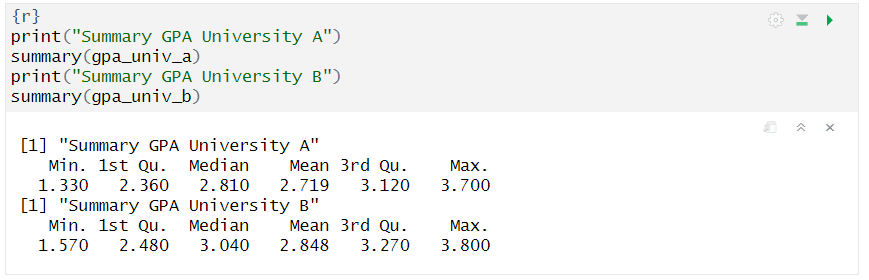 {r}
print("Summary GPA University A")
summary(gpa_univ_a)
print("Summary GPA University B")
summary(gpa_univ_b)
[1] "Summary GPA University A"
   Min. 1st Qu.  Median    Mean 3rd Qu.    Max.
  1.330   2.360   2.810   2.719   3.120   3.700
[1] "Summary GPA University B"
   Min. 1st Qu.  Median    Mean 3rd Qu.    Max.
  1.570   2.480   3.040   2.848   3.270   3.800